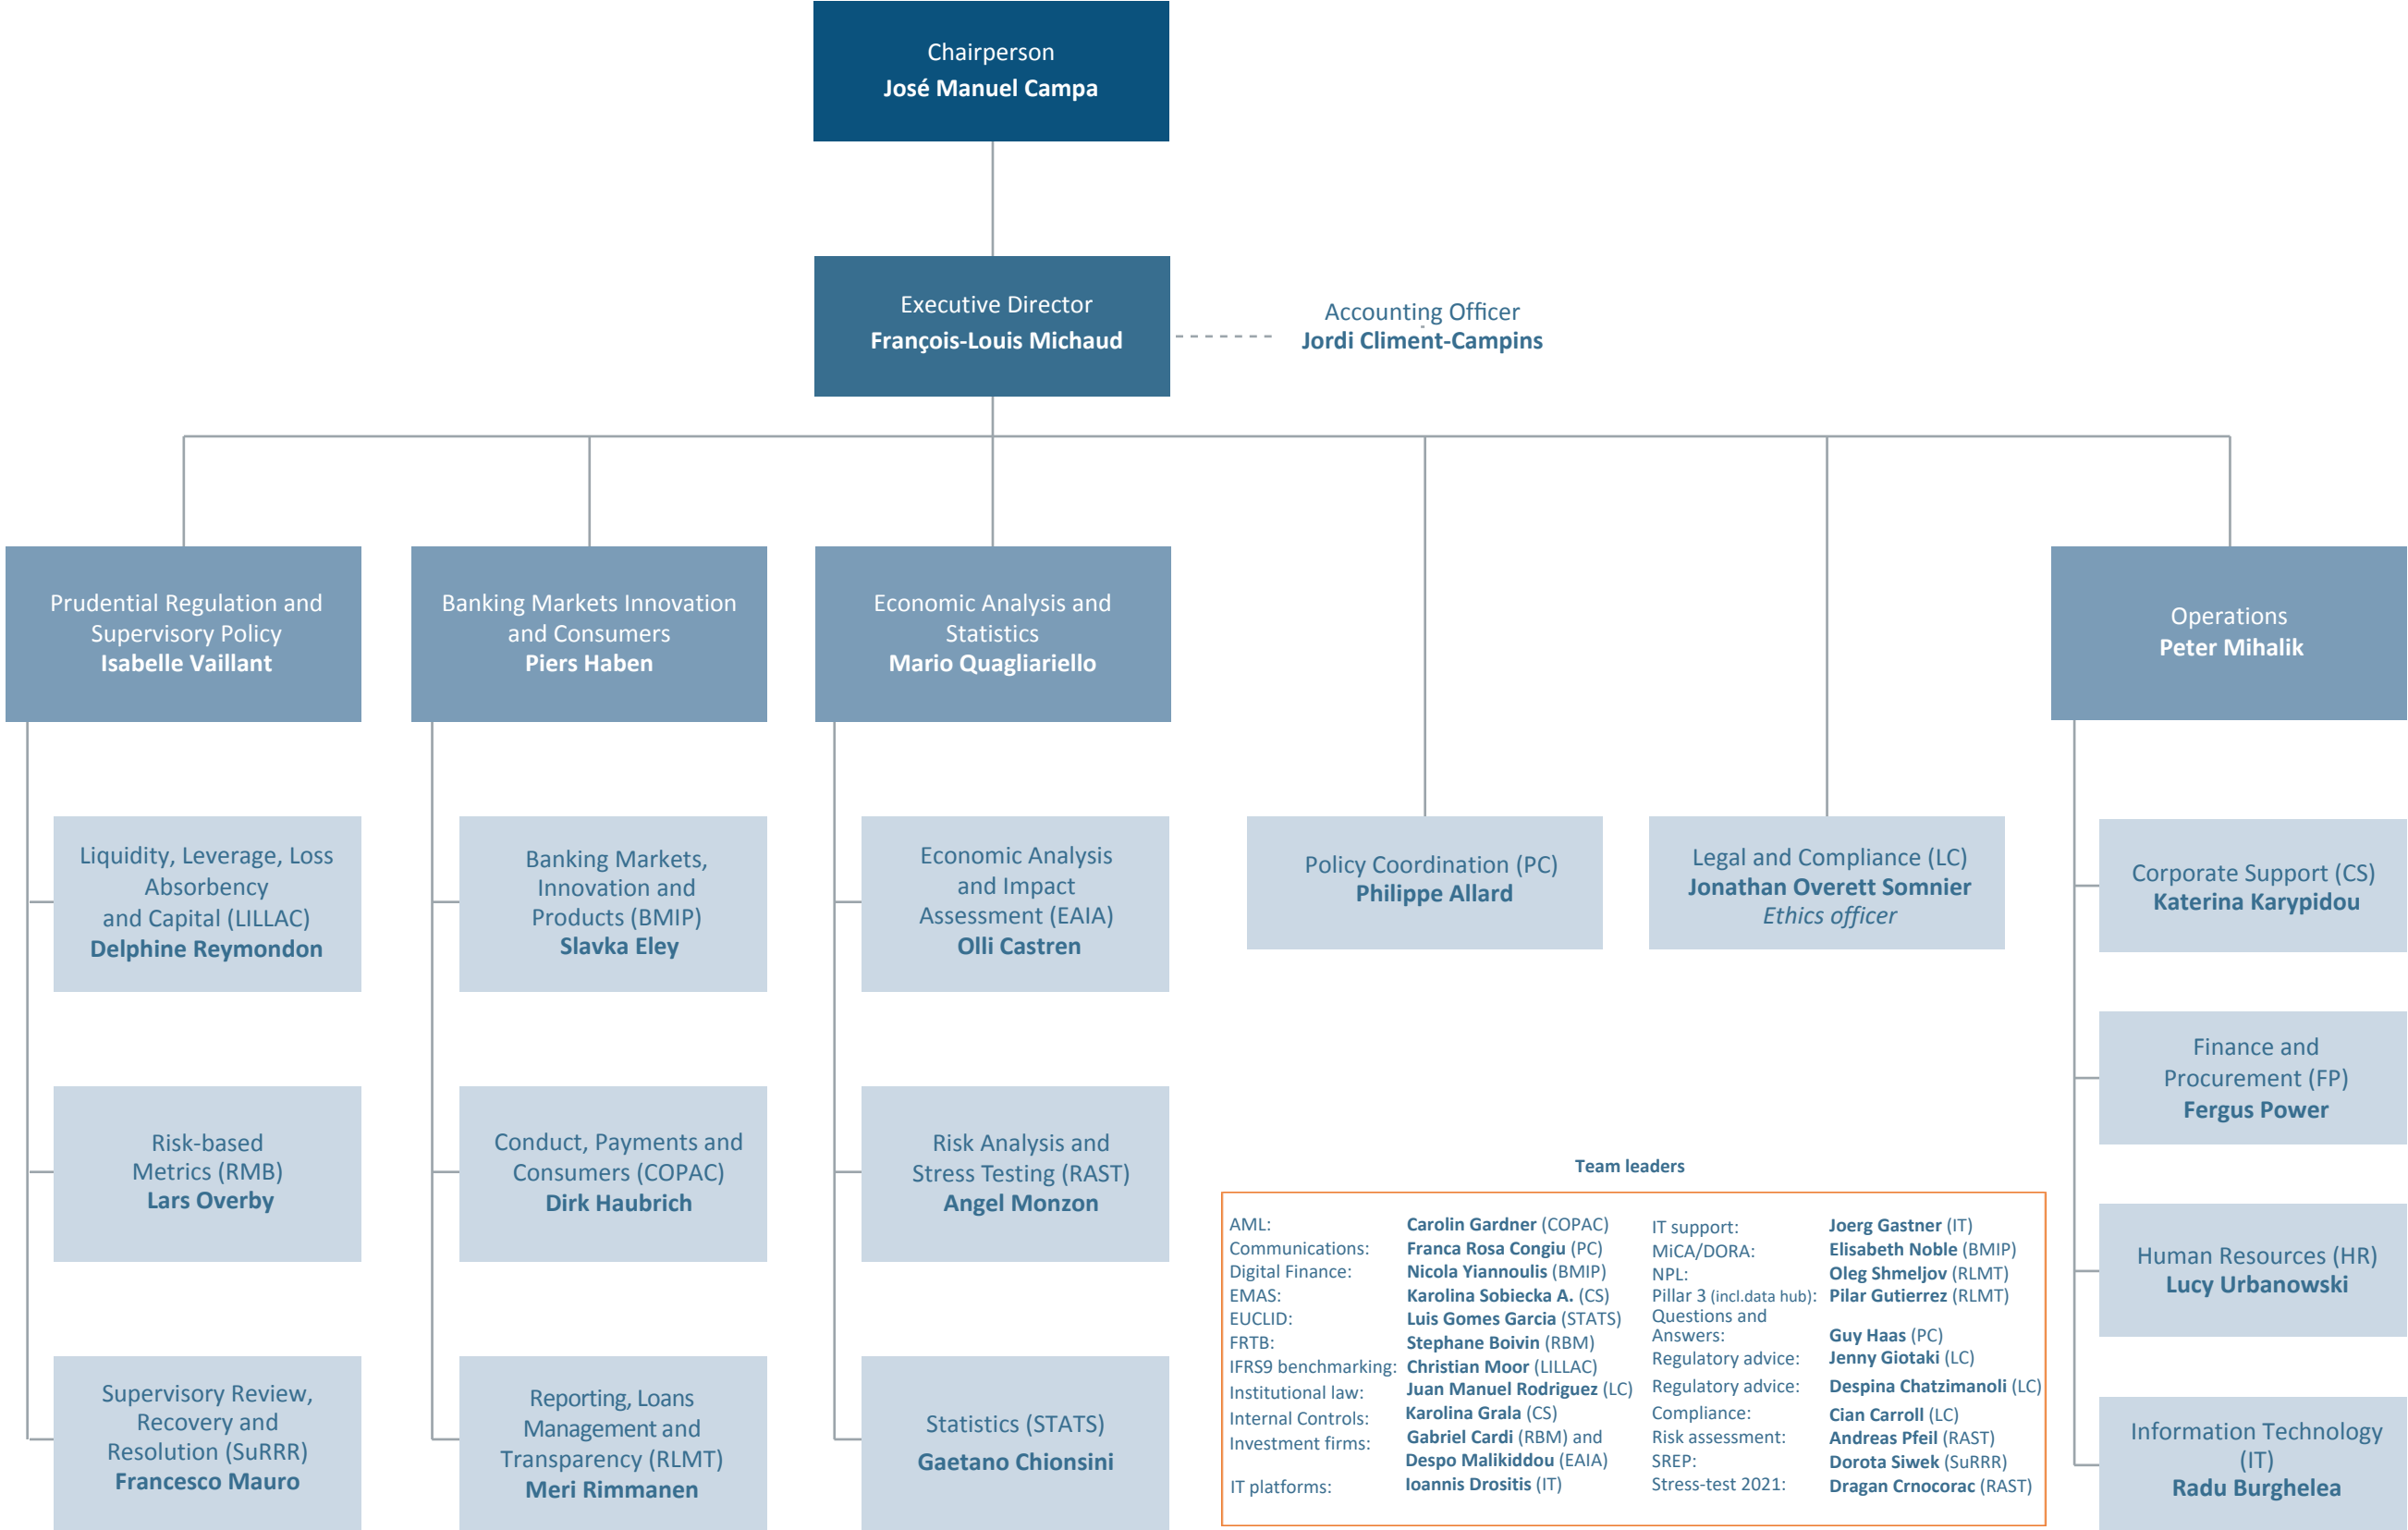 Chairperson
José Manuel Campa
Executive Director
François-Louis Michaud
Accounting Officer
Jordi Climent-Campins
Prudential Regulation and
Supervisory Policy
Isabelle Vaillant
Banking Markets Innovation
and Consumers
Piers Haben
Economic Analysis and
Statistics
Mario Quagliariello
Operations
Peter Mihalik
Liquidity, Leverage, Loss
Absorbency
and Capital (LILLAC)
Delphine Reymondon
Banking Markets,
Innovation and
Products (BMIP)
Slavka Eley
Economic Analysis
and Impact
Assessment (EAIA)
Olli Castren
Policy Coordination (PC)
Philippe Allard
Legal and Compliance (LC)
Jonathan Overett Somnier
Ethics officer
Corporate Support (CS)
Katerina Karypidou
Finance and
Procurement (FP)
Fergus Power
Risk-based
Metrics (RMB)
Lars Overby
Conduct, Payments and
Consumers (COPAC)
Dirk Haubrich
Risk Analysis and
Stress Testing (RAST)
Angel Monzon
Human Resources (HR)
Lucy Urbanowski
Supervisory Review,
Recovery and
Resolution (SuRRR)
Francesco Mauro
Reporting, Loans
Management and
Transparency (RLMT)
Meri Rimmanen
Statistics (STATS)
Gaetano Chionsini
Information Technology
(IT)
Radu Burghelea
Team leaders
AML: Carolin Gardner (COPAC)
Communications: Franca Rosa Congiu (PC)
Digital Finance: Nicola Yiannoulis (BMIP)
EMAS: Karolina Sobiecka A. (CS)
EUCLID: Luis Gomes Garcia (STATS)
FRTB: Stephane Boivin (RBM)
IFRS9 benchmarking: Christian Moor (LILLAC)
Institutional law: Juan Manuel Rodriguez (LC)
Internal Controls: Karolina Grala (CS)
Investment firms: Gabriel Cardi (RBM) and
Despo Malikiddou (EAIA)
IT platforms: Ioannis Drositis (IT)
IT support: Joerg Gastner (IT)
MiCA/DORA: Elisabeth Noble (BMIP)
NPL: Oleg Shmeljov (RLMT)
Pillar 3 (incl.data hub): Pilar Gutierrez (RLMT)
Questions and
Answers: Guy Haas (PC)
Regulatory advice: Jenny Giotaki (LC)
Regulatory advice: Despina Chatzimanoli (LC)
Compliance: Cian Carroll (LC)
Risk assessment: Andreas Pfeil (RAST)
SREP: Dorota Siwek (SuRRR)
Stress-test 2021: Dragan Crnocorac (RAST)